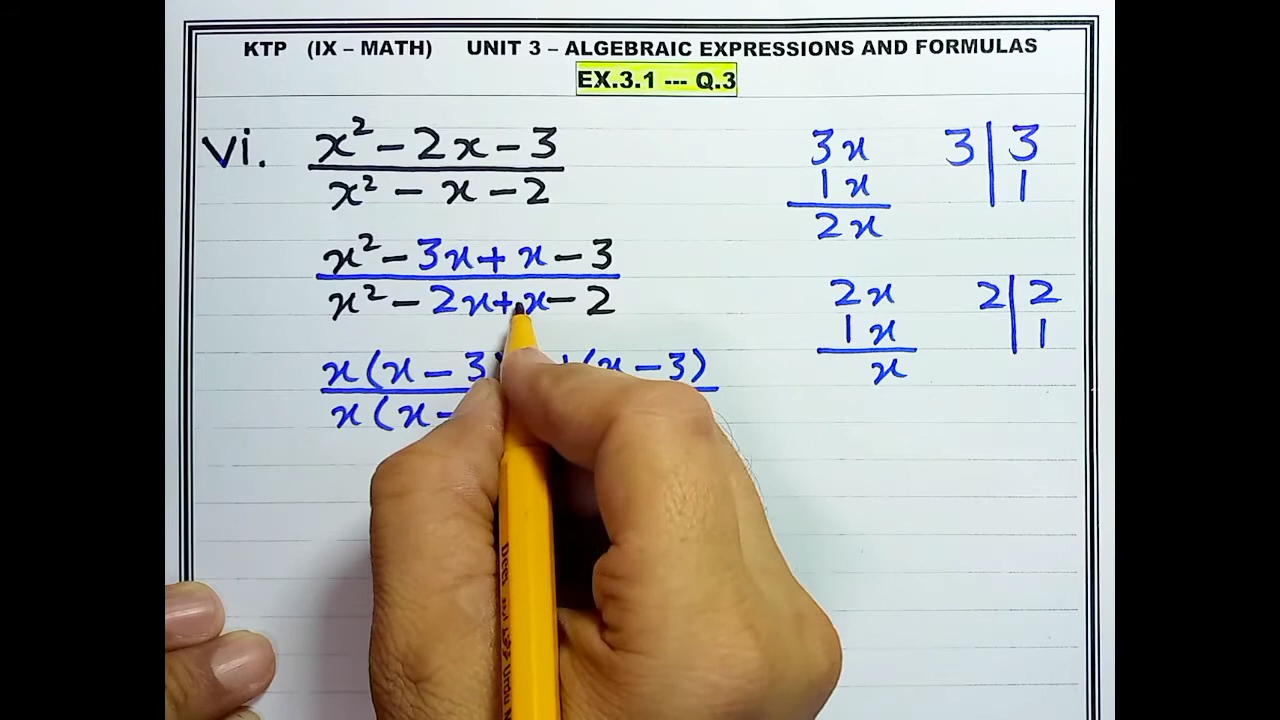 KTP (IX – MATH) UNIT 3 – ALGEBRAIC EXPRESSIONS AND FORMULAS
EX.3.1 --- Q.3
vi. x² – 2x – 3
x² – x – 2
x² – 3x + x – 3
x² – 2x + x – 2
x(x – 3) (x – 3)
x(x –
3x
1x
2x
3 | 3
1
2x
1x
x
2 | 2
1